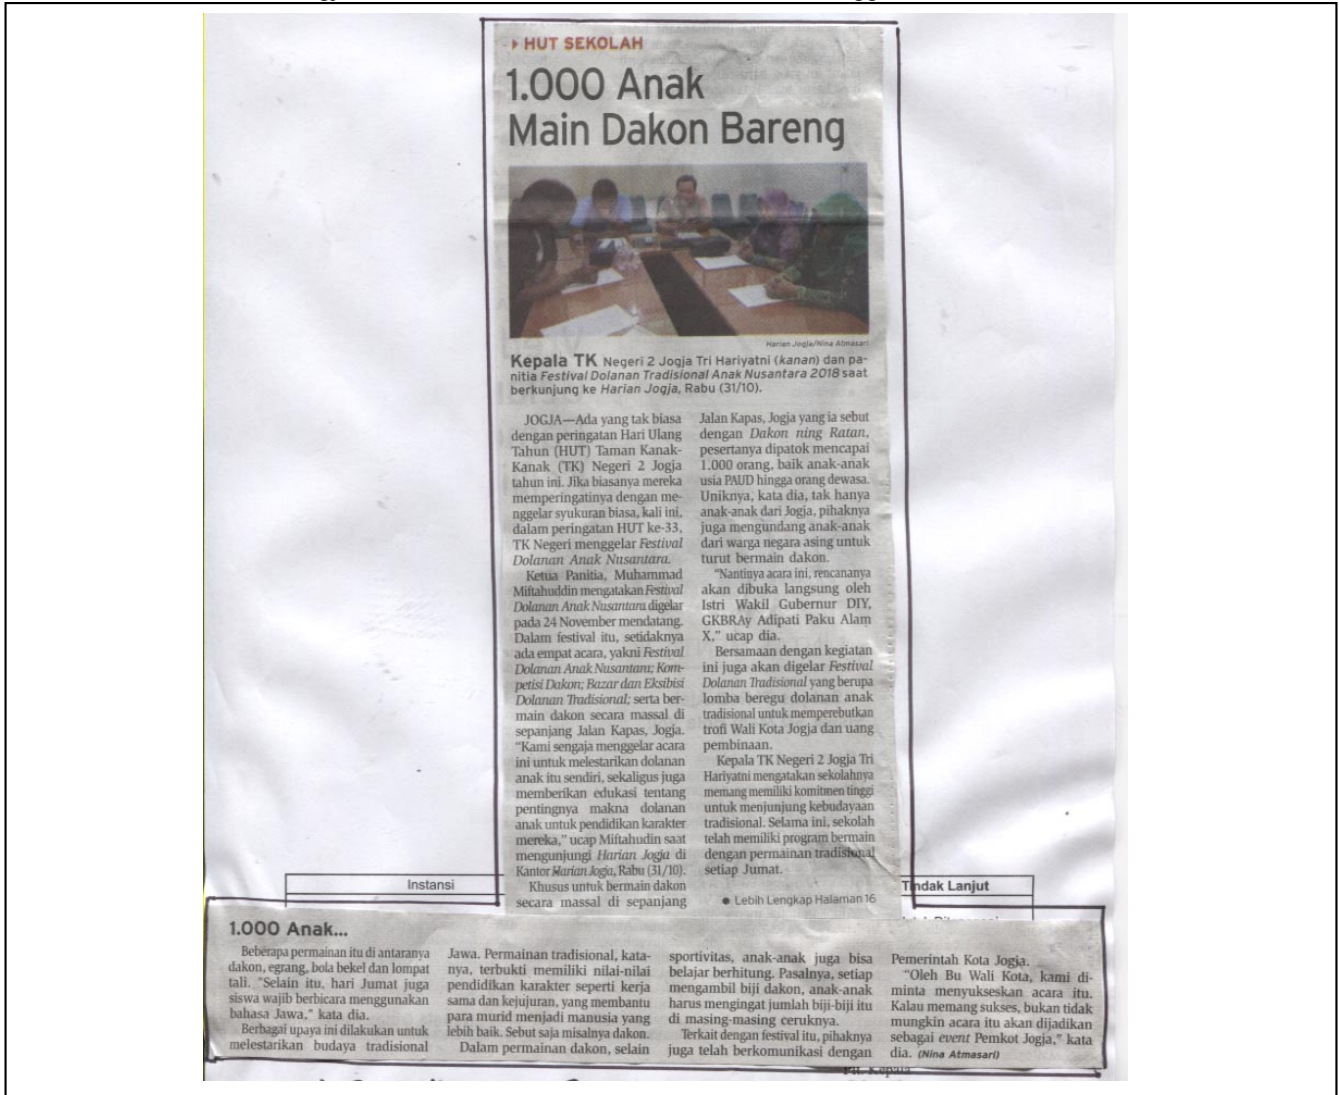 HUT SEKOLAH
1.000 Anak
Main Dakon Bareng
Harian Jogja/Nina Atmasari
Kepala TK Negeri 2 Jogja Tri Hariyatni (kanan) dan pa-
nitia Festival Dolanan Tradisional Anak Nusantara 2018 saat
berkunjung ke Harian Jogja, Rabu (31/10).
JOGJA—Ada yang tak biasa
dengan peringatan Hari Ulang
Tahun (HUT) Taman Kanak-
Kanak (TK) Negeri 2 Jogja
tahun ini. Jika biasanya mereka
memperingatinya dengan me-
nggelar syukuran biasa, kali ini,
dalam peringatan HUT ke-33,
TK Negeri menggelar Festival
Dolanan Anak Nusantara.
Ketua Panitia, Muhammad
Miftahuddin mengatakan Festival
Dolanan Anak Nusantara digelar
pada 24 November mendatang.
Dalam festival itu, setidaknya
ada empat acara, yakni Festival
Dolanan Anak Nusantara; Kom-
petisi Dakon; Bazar dan Eksibisi
Dolanan Tradisional; serta ber-
main dakon secara massal di
sepanjang Jalan Kapas, Jogja.
"Kami sengaja menggelar acara
ini untuk melestarikan dolanan
anak itu sendiri, sekaligus juga
memberikan edukasi tentang
pentingnya makna dolanan
anak untuk pendidikan karakter
mereka," ucap Miftahudin saat
mengunjungi Harian Jogja di
Kantor Harian Jogja, Rabu (31/10).
Khusus untuk bermain dakon
secara massal di sepanjang
Jalan Kapas, Jogja yang ia sebut
dengan Dakon ning Ratan,
pesertanya dipatok mencapai
1.000 orang, baik anak-anak
usia PAUD hingga orang dewasa.
Uniknya, kata dia, tak hanya
anak-anak dari Jogja, pihaknya
juga mengundang anak-anak
dari warga negara asing untuk
turut bermain dakon.
"Nantinya acara ini, rencananya
akan dibuka langsung oleh
Istri Wakil Gubernur DIY,
GKBRAy Adipati Paku Alam
X," ucap dia.
Bersamaan dengan kegiatan
ini juga akan digelar Festival
Dolanan Tradisional yang berupa
lomba beregu dolanan anak
tradisional untuk memperebutkan
trofi Wali Kota Jogja dan uang
pembinaan.
Kepala TK Negeri 2 Jogja Tri
Hariyatni mengatakan sekolahnya
memang memiliki komitmen tinggi
untuk menjunjung kebudayaan
tradisional. Selama ini, sekolah
telah memiliki program bermain
dengan permainan tradisional
setiap Jumat.
● Lebih Lengkap Halaman 16
Instansi
Tindak Lanjut
1.000 Anak...
Beberapa permainan itu di antaranya
dakon, egrang, bola bekel dan lompat
tali. "Selain itu, hari Jumat juga
siswa wajib berbicara menggunakan
bahasa Jawa," kata dia.
Berbagai upaya ini dilakukan untuk
melestarikan budaya tradisional
Jawa. Permainan tradisional, kata-
nya, terbukti memiliki nilai-nilai
pendidikan karakter seperti kerja
sama dan kejujuran, yang membantu
para murid menjadi manusia yang
lebih baik. Sebut saja misalnya dakon.
Dalam permainan dakon, selain
sportivitas, anak-anak juga bisa
belajar berhitung. Pasalnya, setiap
mengambil biji dakon, anak-anak
harus mengingat jumlah biji-biji itu
di masing-masing ceruknya.
Terkait dengan festival itu, pihaknya
juga telah berkomunikasi dengan
Pemerintah Kota Jogja.
"Oleh Bu Wali Kota, kami di-
minta menyukseskan acara itu.
Kalau memang sukses, bukan tidak
mungkin acara itu akan dijadikan
sebagai event Pemkot Jogja," kata
dia. (Nina Atmasari)